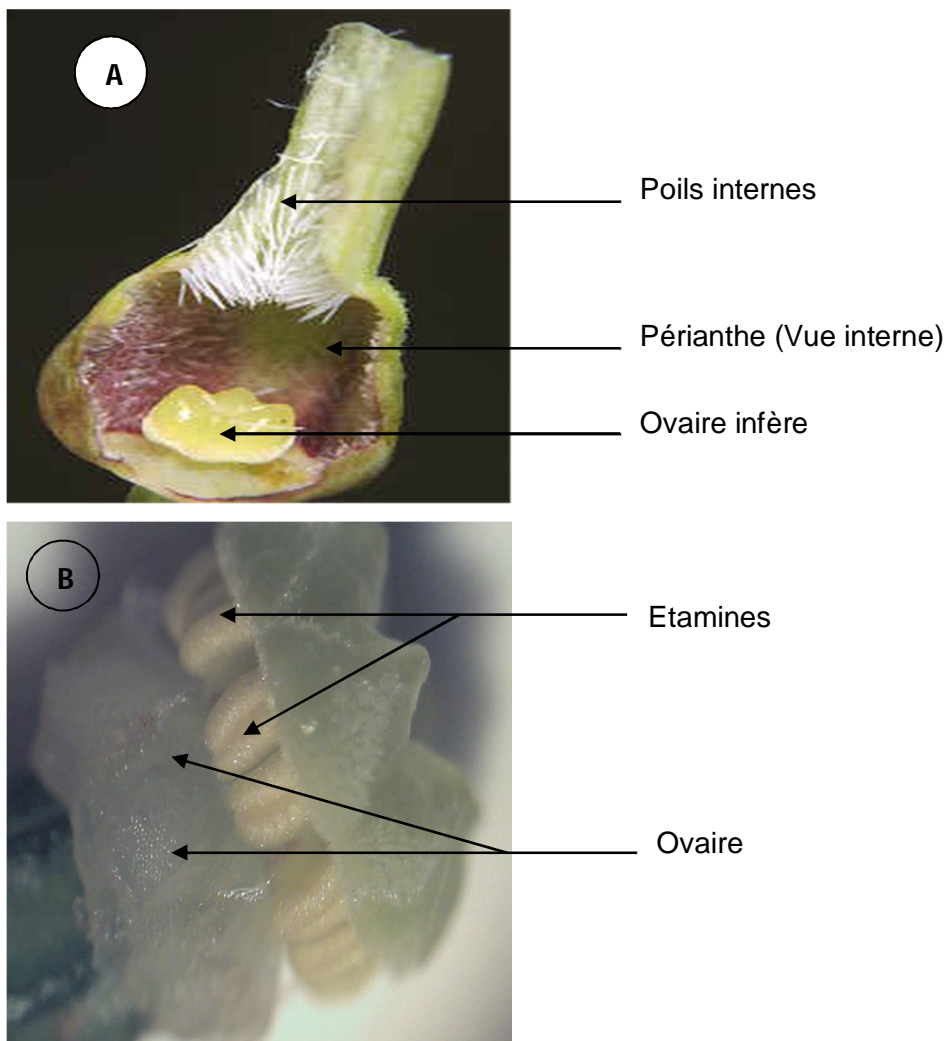 A
Poils internes
Périanthe (Vue interne)
Ovaire infère
B
Etamines
Ovaire